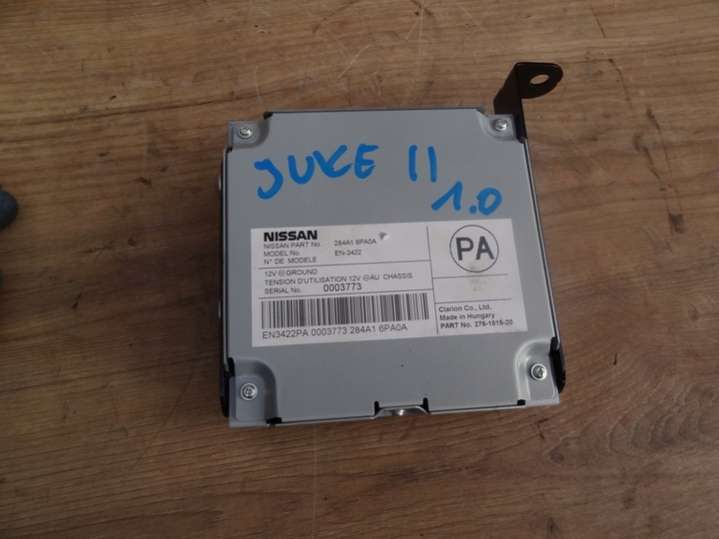 JUKE II
1.0
NISSAN
NISSAN PART No. 284A1 6PA0A
MODEL No. EN-3422
N° DE MODELE
12V ⊖GROUND
TENSION D'UTILISATION 12V ⊖AU CHASSIS
SERIAL No. 0003773
EN3422PA 0003773 284A1 6PA0A
PA
Clarion Co., Ltd.
Made in Hungary
PART No. 278-1515-20